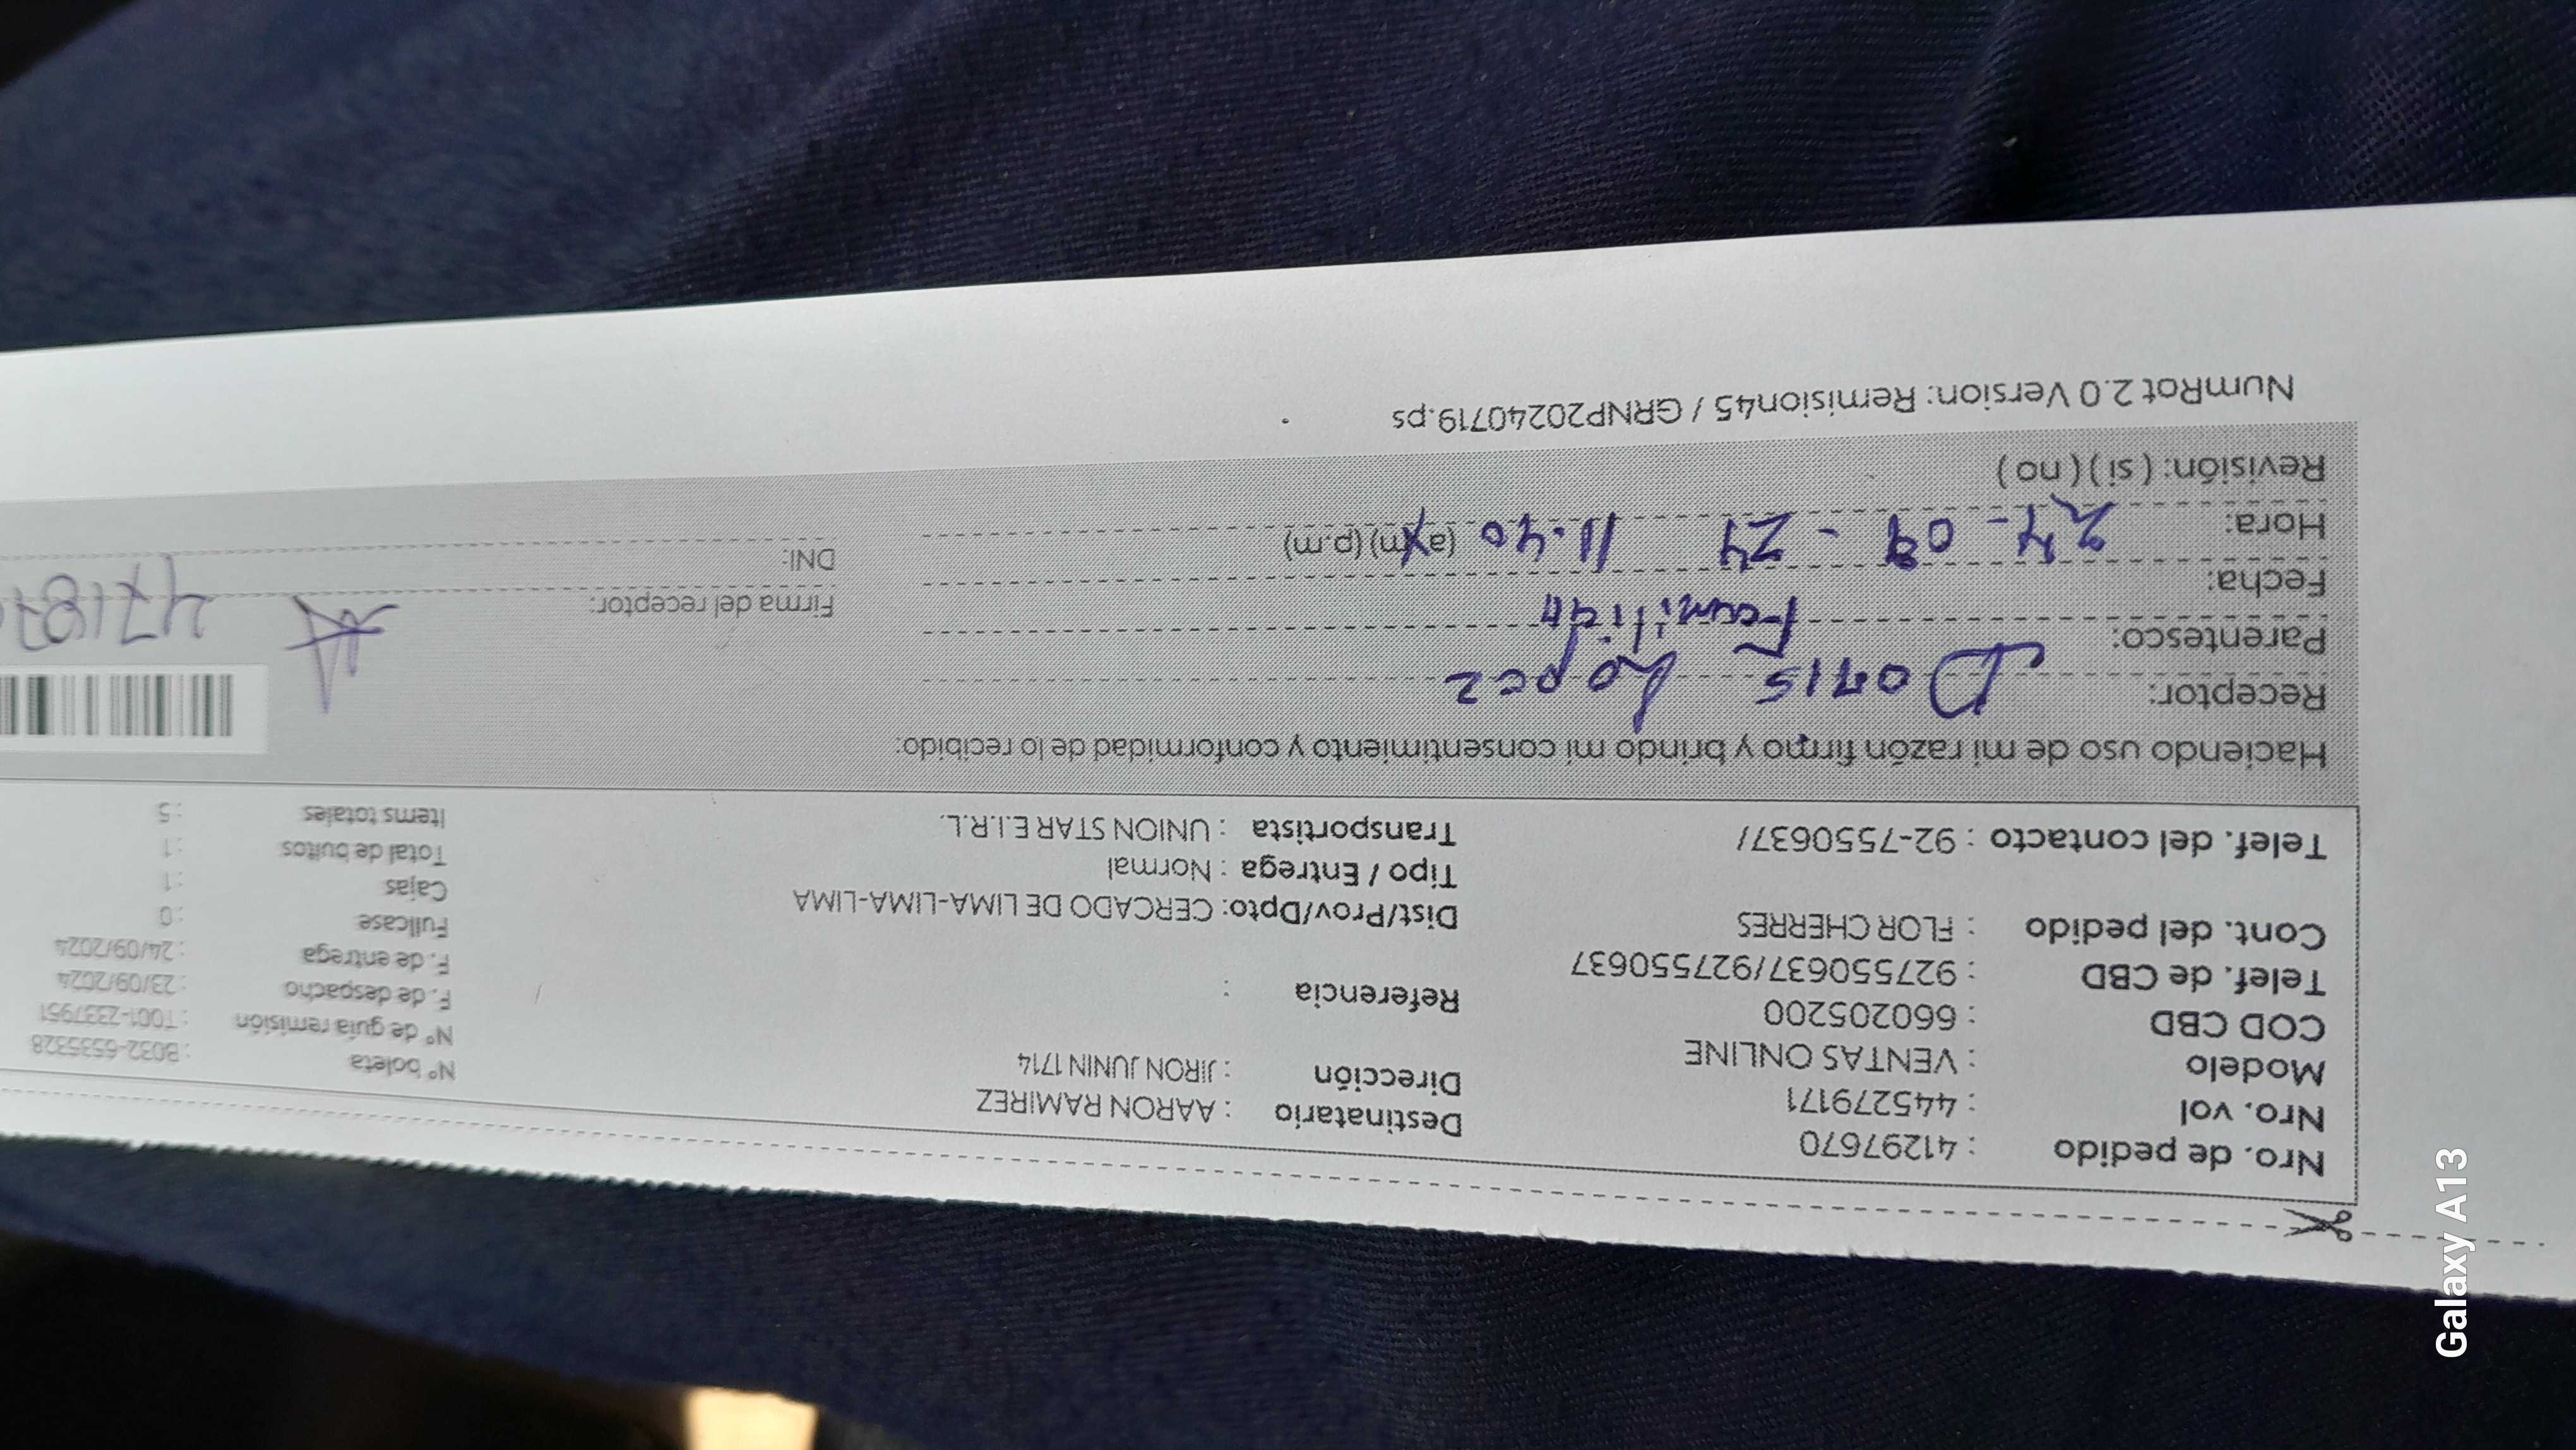 Nro. de pedido : 41297670
Nro. vol : 445279171
Modelo : VENTAS ONLINE
COD CBD : 660205200
Telef. de CBD : 927550637/927550637
Cont. del pedido : FLOR CHERRES
Telef. del contacto : 92-7550637/
Destinatario : AARON RAMIREZ
Dirección : JIRON JUNIN 1714
Referencia :
Dist/Prov/Dpto: CERCADO DE LIMA-LIMA-LIMA
Tipo / Entrega : Normal
Transportista : UNION STAR E.I.R.L.
N° boleta : B032-6535328
N° de guía remisión : T001-2337951
F. de despacho : 23/09/2024
F. de entrega : 24/09/2024
Fullcase : 0
Cajas : 1
Total de bultos : 1
Items totales : 5
Haciendo uso de mi razón firmo y brindo mi consentimiento y conformidad de lo recibido:
Receptor: Doris Lopez
Parentesco: Familiar
Fecha:
Hora: 24-09-24 11.40 (a.m) (p.m)
Revisión: ( si ) ( no )
Firma del receptor:
DNI:
NumRot 2.0 Version: Remision45 / GRNP20240719.ps
Galaxy A13